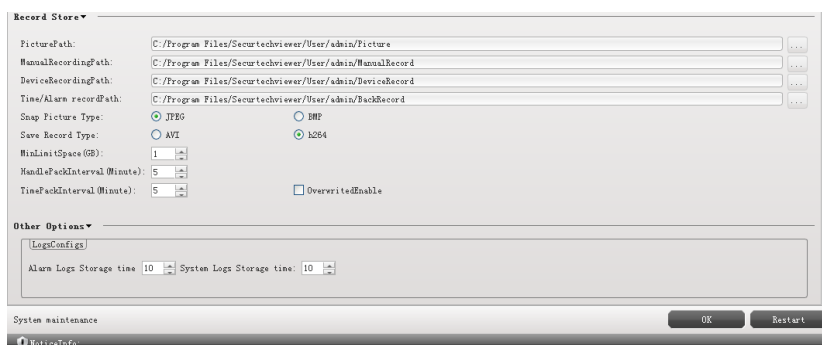 Record Store▼
PicturePath: C:/Program Files/Securtechviewer/User/admin/Picture ...
ManualRecordingPath: C:/Program Files/Securtechviewer/User/admin/ManualRecord ...
DeviceRecordingPath: C:/Program Files/Securtechviewer/User/admin/DeviceRecord ...
Time/Alarm recordPath: C:/Program Files/Securtechviewer/User/admin/BackRecord ...
Snap Picture Type: JPEG BMP
Save Record Type: AVI h264
MinLimitSpace(GB): 1
HandlePackInterval(Minute): 5
TimePackInterval(Minute): 5 OverwritedEnable
Other Options▼
LogsConfigs
Alarm Logs Storage time 10 System Logs Storage time: 10
System maintenance OK Restart
NoticeInfo: